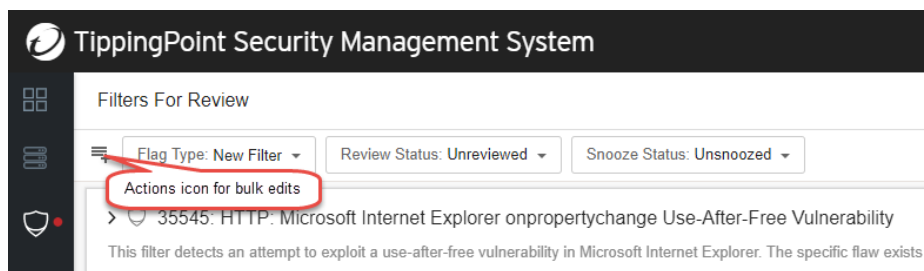 TippingPoint Security Management System
Filters For Review
Flag Type: New Filter
Review Status: Unreviewed
Snooze Status: Unsnoozed
Actions icon for bulk edits
35545: HTTP: Microsoft Internet Explorer onpropertychange Use-After-Free Vulnerability
This filter detects an attempt to exploit a use-after-free vulnerability in Microsoft Internet Explorer. The specific flaw exists